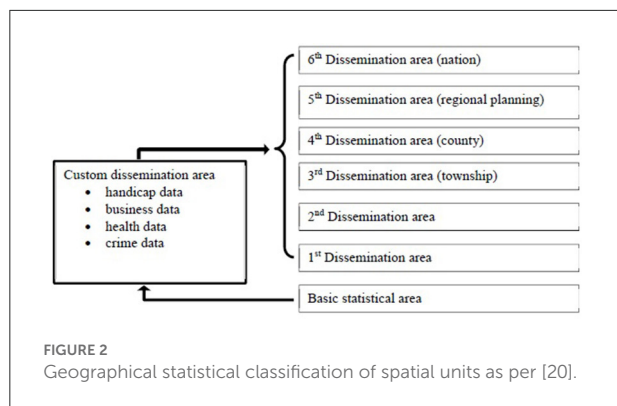 6th Dissemination area (nation)
5th Dissemination area (regional planning)
4th Dissemination area (county)
3rd Dissemination area (township)
2nd Dissemination area
1st Dissemination area
Basic statistical area
Custom dissemination area
• handicap data
• business data
• health data
• crime data
FIGURE 2
Geographical statistical classification of spatial units as per [20].